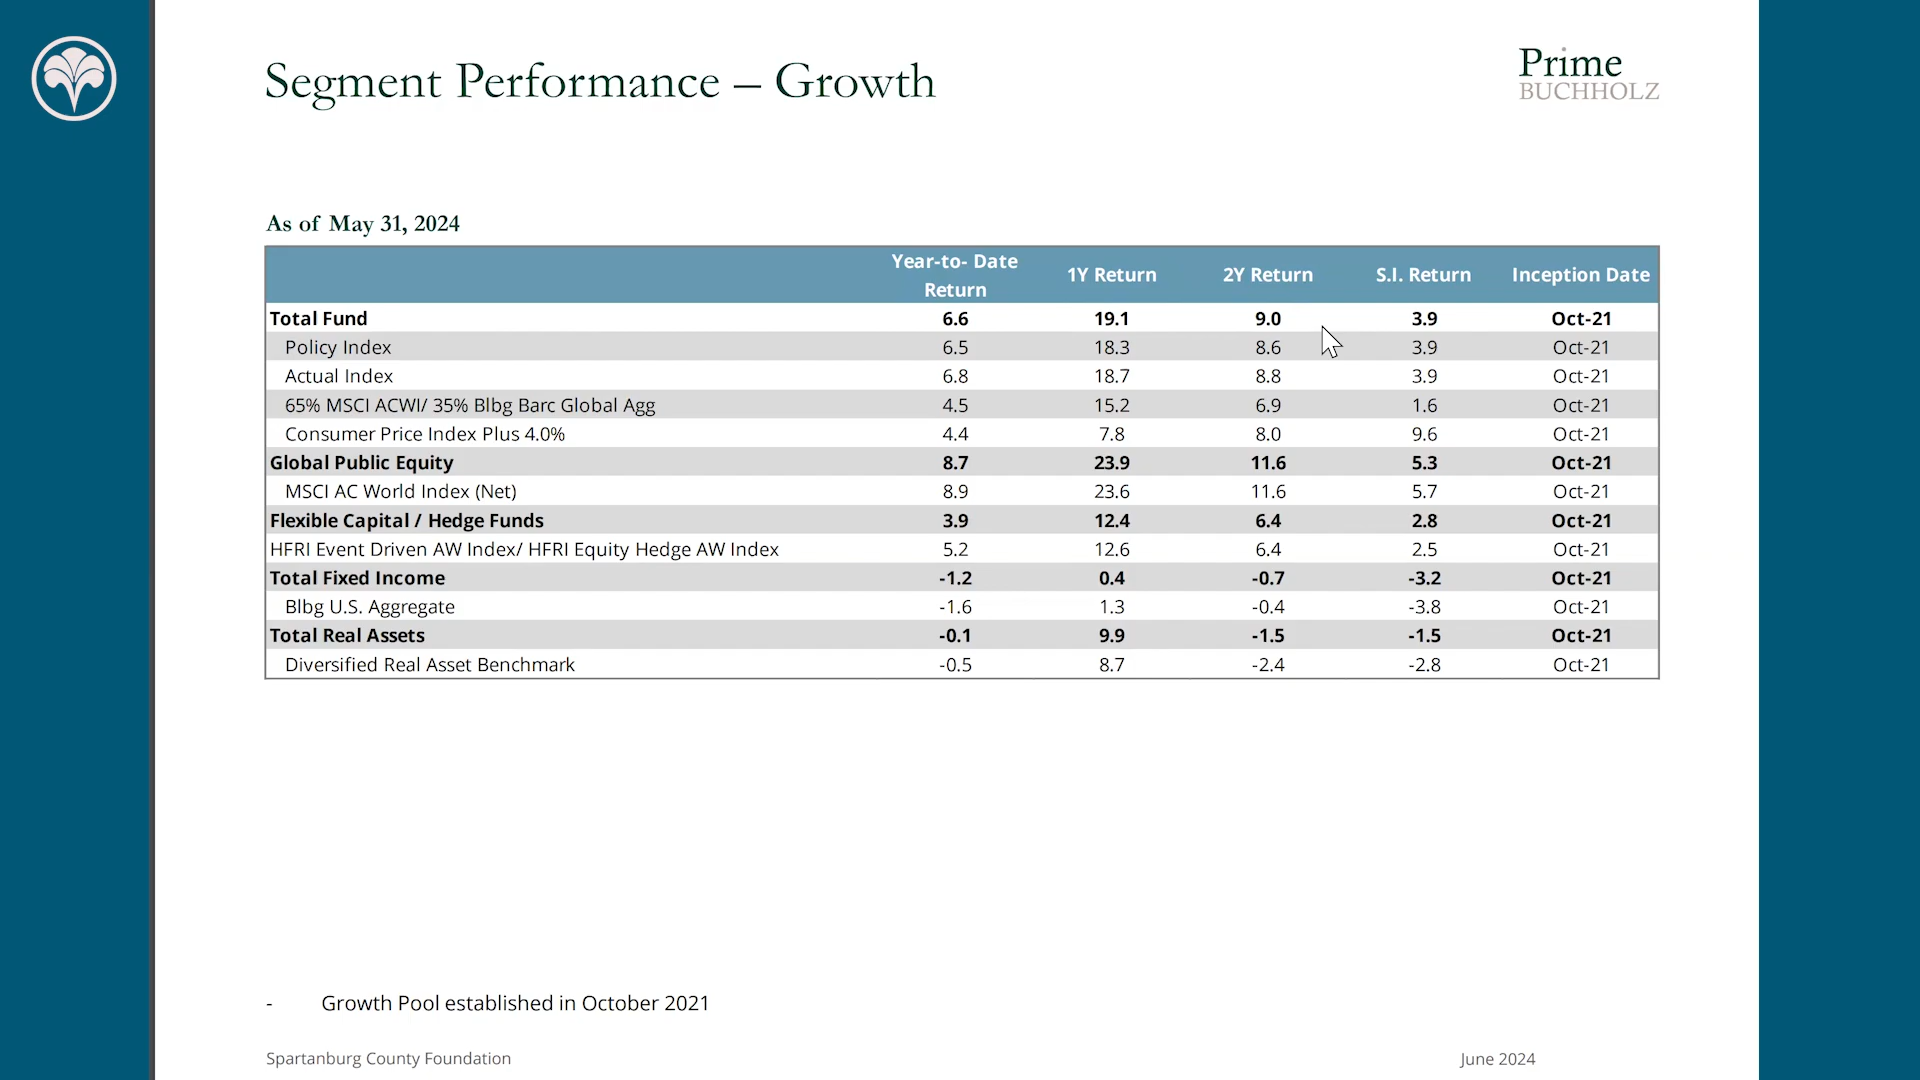 Segment Performance – Growth
Prime
BUCHHOLZ
As of May 31, 2024
Year-to- Date Return 1Y Return 2Y Return S.I. Return Inception Date
Total Fund 6.6 19.1 9.0 3.9 Oct-21
Policy Index 6.5 18.3 8.6 3.9 Oct-21
Actual Index 6.8 18.7 8.8 3.9 Oct-21
65% MSCI ACWI/ 35% Blbg Barc Global Agg 4.5 15.2 6.9 1.6 Oct-21
Consumer Price Index Plus 4.0% 4.4 7.8 8.0 9.6 Oct-21
Global Public Equity 8.7 23.9 11.6 5.3 Oct-21
MSCI AC World Index (Net) 8.9 23.6 11.6 5.7 Oct-21
Flexible Capital / Hedge Funds 3.9 12.4 6.4 2.8 Oct-21
HFRI Event Driven AW Index/ HFRI Equity Hedge AW Index 5.2 12.6 6.4 2.5 Oct-21
Total Fixed Income -1.2 0.4 -0.7 -3.2 Oct-21
Blbg U.S. Aggregate -1.6 1.3 -0.4 -3.8 Oct-21
Total Real Assets -0.1 9.9 -1.5 -1.5 Oct-21
Diversified Real Asset Benchmark -0.5 8.7 -2.4 -2.8 Oct-21
- Growth Pool established in October 2021
Spartanburg County Foundation
June 2024